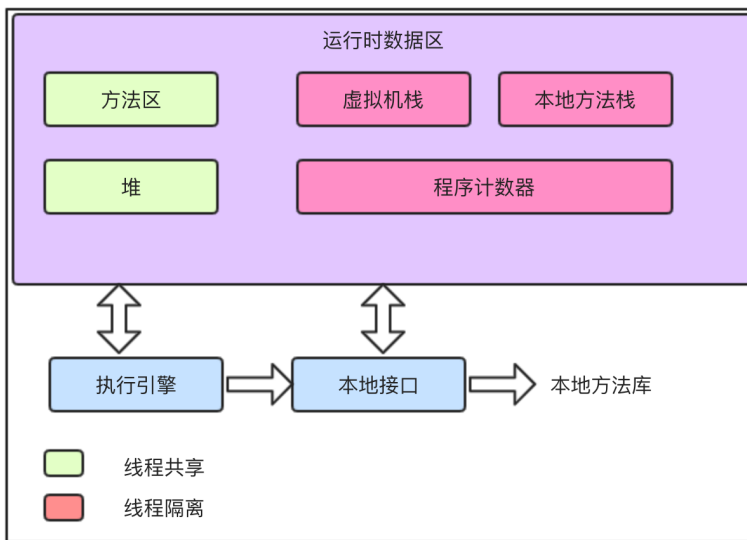 运行时数据区
方法区
虚拟机栈
本地方法栈
堆
程序计数器
执行引擎
本地接口
本地方法库
线程共享
线程隔离